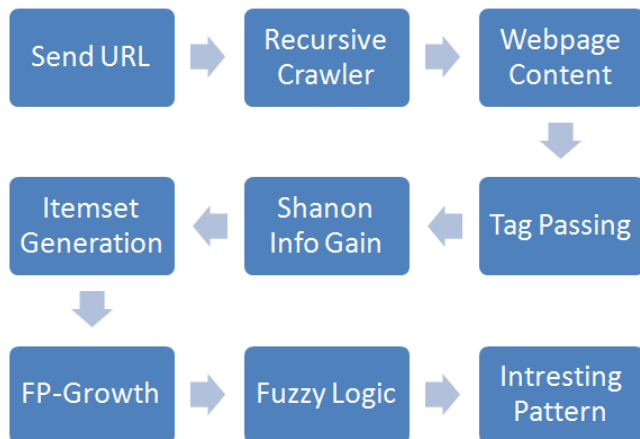 Send URL
Recursive
Crawler
Webpage
Content
Tag Passing
Shanon
Info Gain
Itemset
Generation
FP-Growth
Fuzzy Logic
Intresting
Pattern